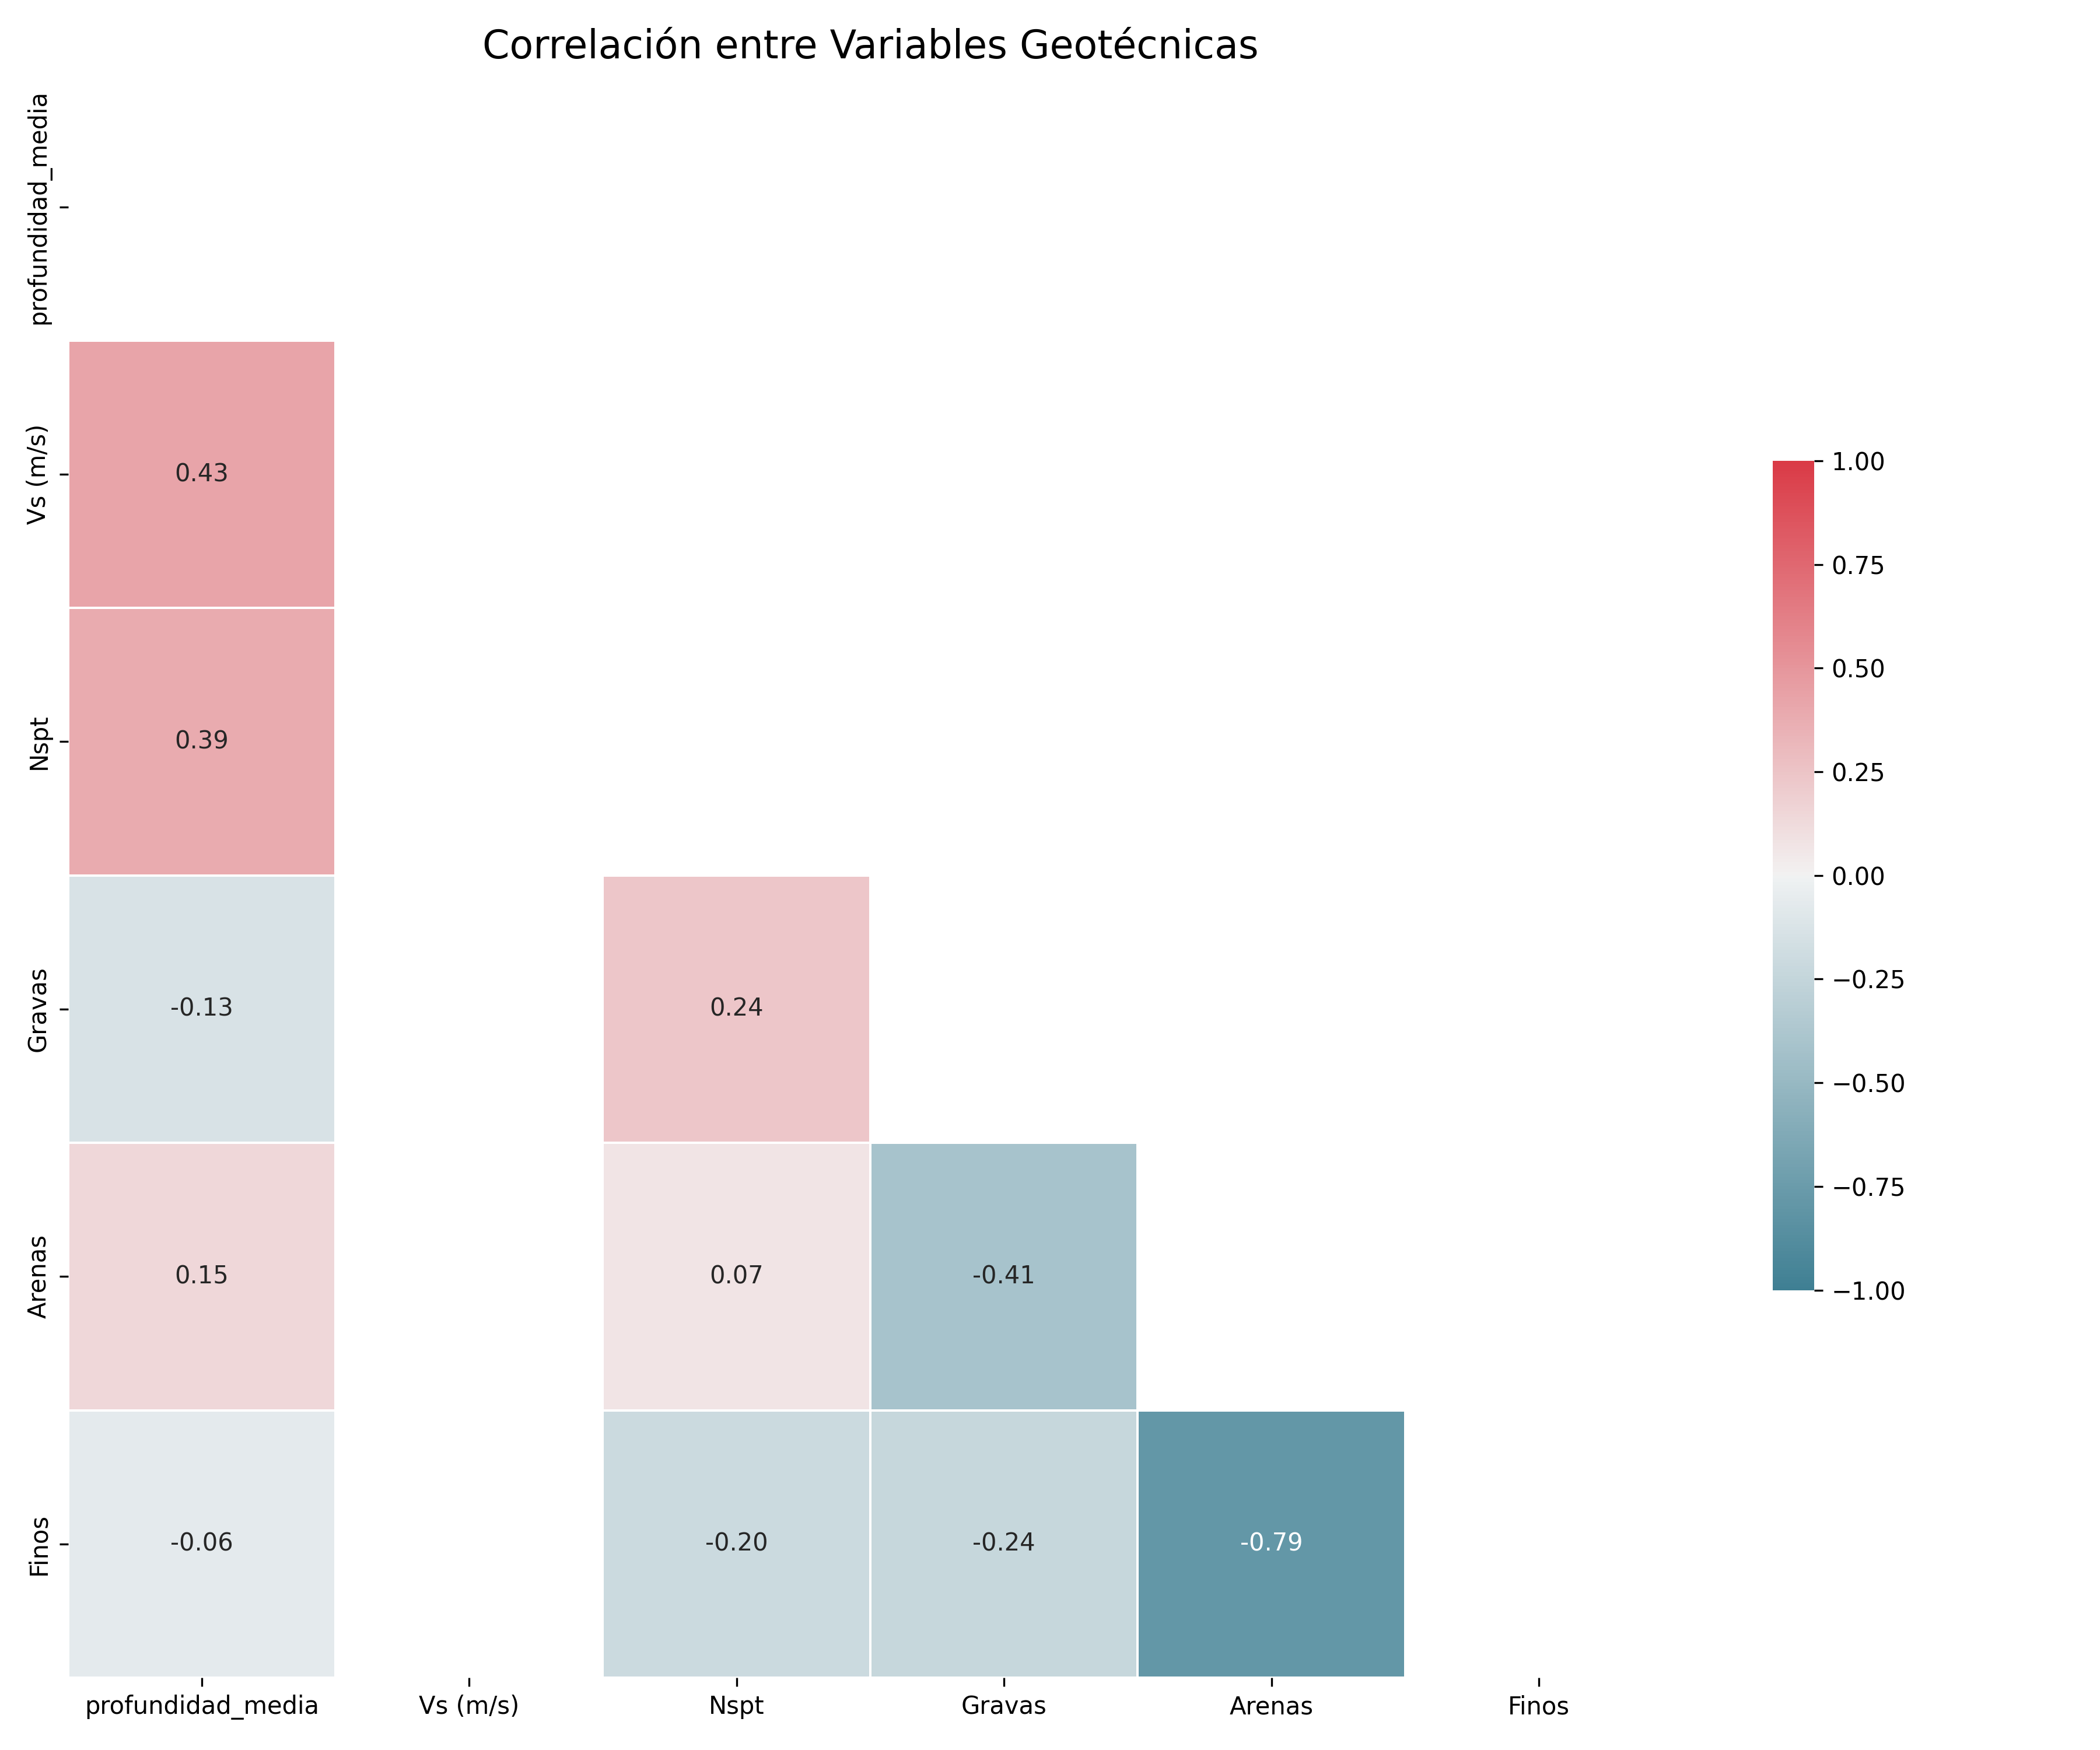 Correlación entre Variables Geotécnicas
profundidad_media
Vs (m/s)
0.43
Nspt
0.39
Gravas
-0.13
0.24
Arenas
0.15
0.07
-0.41
Finos
-0.06
-0.20
-0.24
-0.79
profundidad_media
Vs (m/s)
Nspt
Gravas
Arenas
Finos
1.00
0.75
0.50
0.25
0.00
−0.25
−0.50
−0.75
−1.00